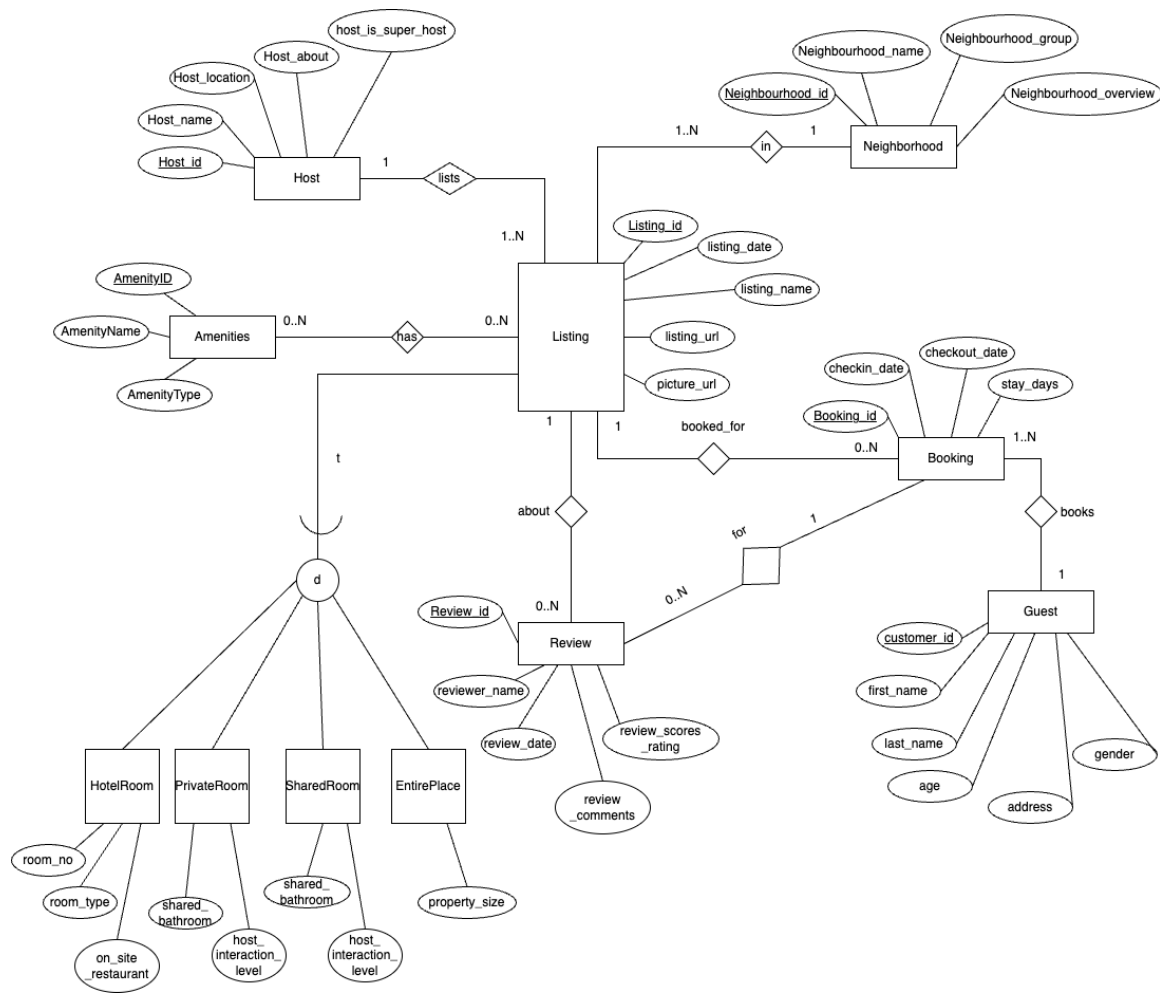 host_is_super_host
Host_about
Host_location
Host_name
Host_id
Host
1
lists
1..N
Neighbourhood_group
Neighbourhood_name
Neighbourhood_id
Neighbourhood_overview
1..N
in
1
Neighborhood
Listing_id
listing_date
listing_name
listing_url
picture_url
Listing
AmenityID
AmenityName
AmenityType
Amenities
0..N
has
0..N
1
1
booked_for
0..N
checkout_date
checkin_date
stay_days
Booking_id
Booking
1..N
books
1
t
d
about
0..N
for
1
0..N
Review_id
Review
reviewer_name
review_date
review_scores
_rating
review
_comments
Guest
customer_id
first_name
last_name
age
address
gender
HotelRoom
PrivateRoom
SharedRoom
EntirePlace
room_no
room_type
on_site
_restaurant
shared_
bathroom
host_
interaction_
level
shared_
bathroom
host_
interaction_
level
property_size